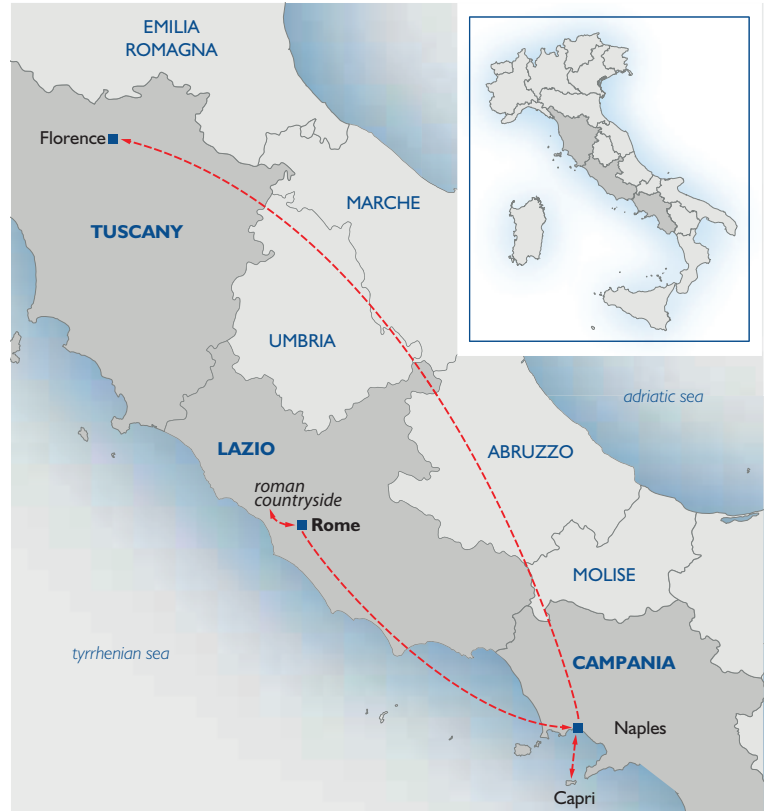 EMILIA
ROMAGNA
Florence
MARCHE
TUSCANY
UMBRIA
adriatic sea
LAZIO
ABRUZZO
roman
countryside
Rome
MOLISE
tyrrhenian sea
CAMPANIA
Naples
Capri